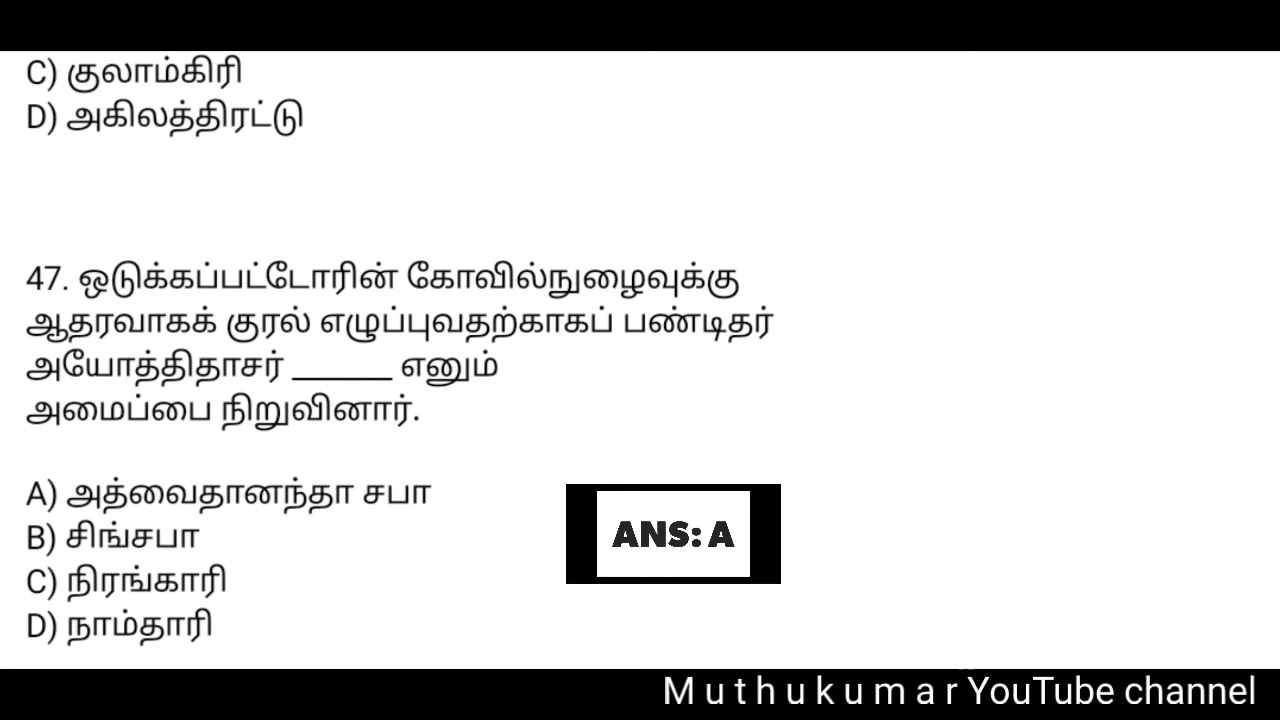 C) குலாம்கிரி
D) அகிலத்திரட்டு
47. ஒடுக்கப்பட்டோரின் கோவில்நுழைவுக்கு
ஆதரவாகக் குரல் எழுப்புவதற்காகப் பண்டிதர்
அயோத்திதாசர் ______ எனும்
அமைப்பை நிறுவினார்.
A) அத்வைதானந்தா சபா
B) சிங்சபா
C) நிரங்காரி
D) நாம்தாரி
ANS: A
Muthukumar YouTube channel